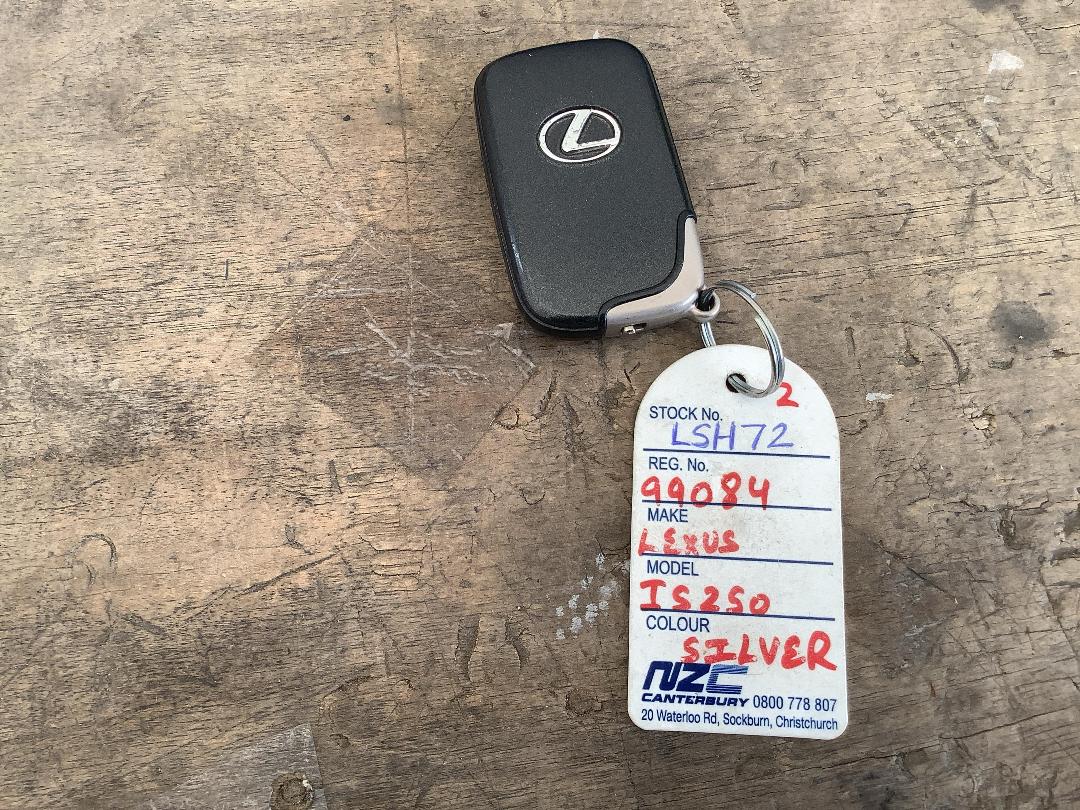 2
STOCK No.
LSH72
REG. No.
99084
MAKE
LEXUS
MODEL
IS250
COLOUR
SILVER
NZC
CANTERBURY 0800 778 807
20 Waterloo Rd, Sockburn, Christchurch